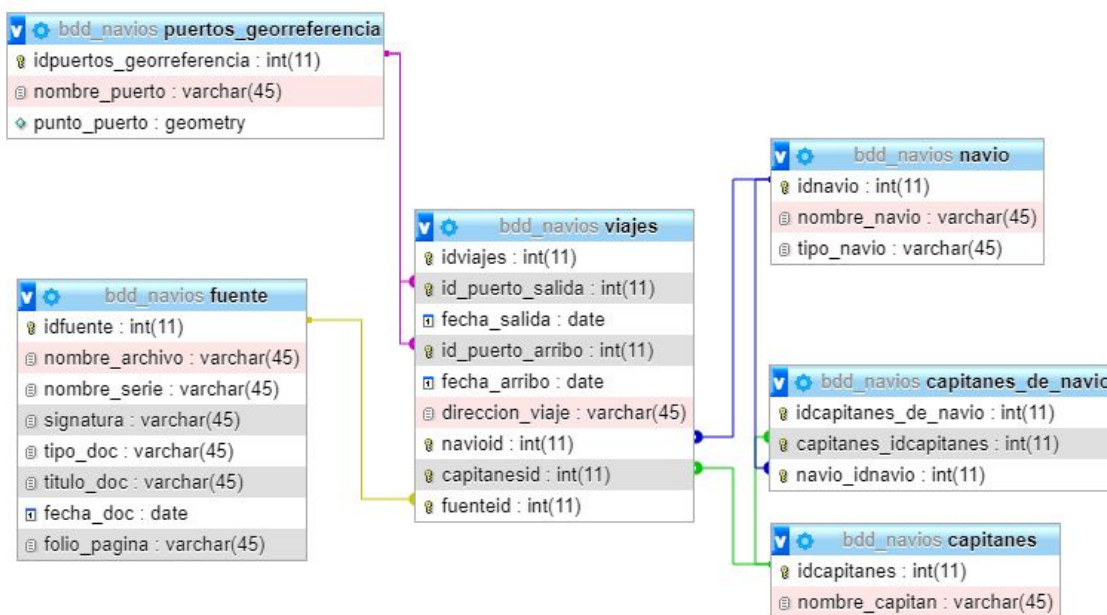 bdd_navios puertos_georreferencia
idpuertos_georreferencia : int(11)
nombre_puerto : varchar(45)
punto_puerto : geometry
bdd_navios fuente
idfuente : int(11)
nombre_archivo : varchar(45)
nombre_serie : varchar(45)
signatura : varchar(45)
tipo_doc : varchar(45)
titulo_doc : varchar(45)
fecha_doc : date
folio_pagina : varchar(45)
bdd_navios viajes
idviajes : int(11)
id_puerto_salida : int(11)
fecha_salida : date
id_puerto_arribo : int(11)
fecha_arribo : date
direccion_viaje : varchar(45)
navioid : int(11)
capitanesid : int(11)
fuenteid : int(11)
bdd_navios navio
idnavio : int(11)
nombre_navio : varchar(45)
tipo_navio : varchar(45)
bdd_navios capitanes_de_navio
idcapitanes_de_navio : int(11)
capitanes_idcapitanes : int(11)
navio_idnavio : int(11)
bdd_navios capitanes
idcapitanes : int(11)
nombre_capitan : varchar(45)